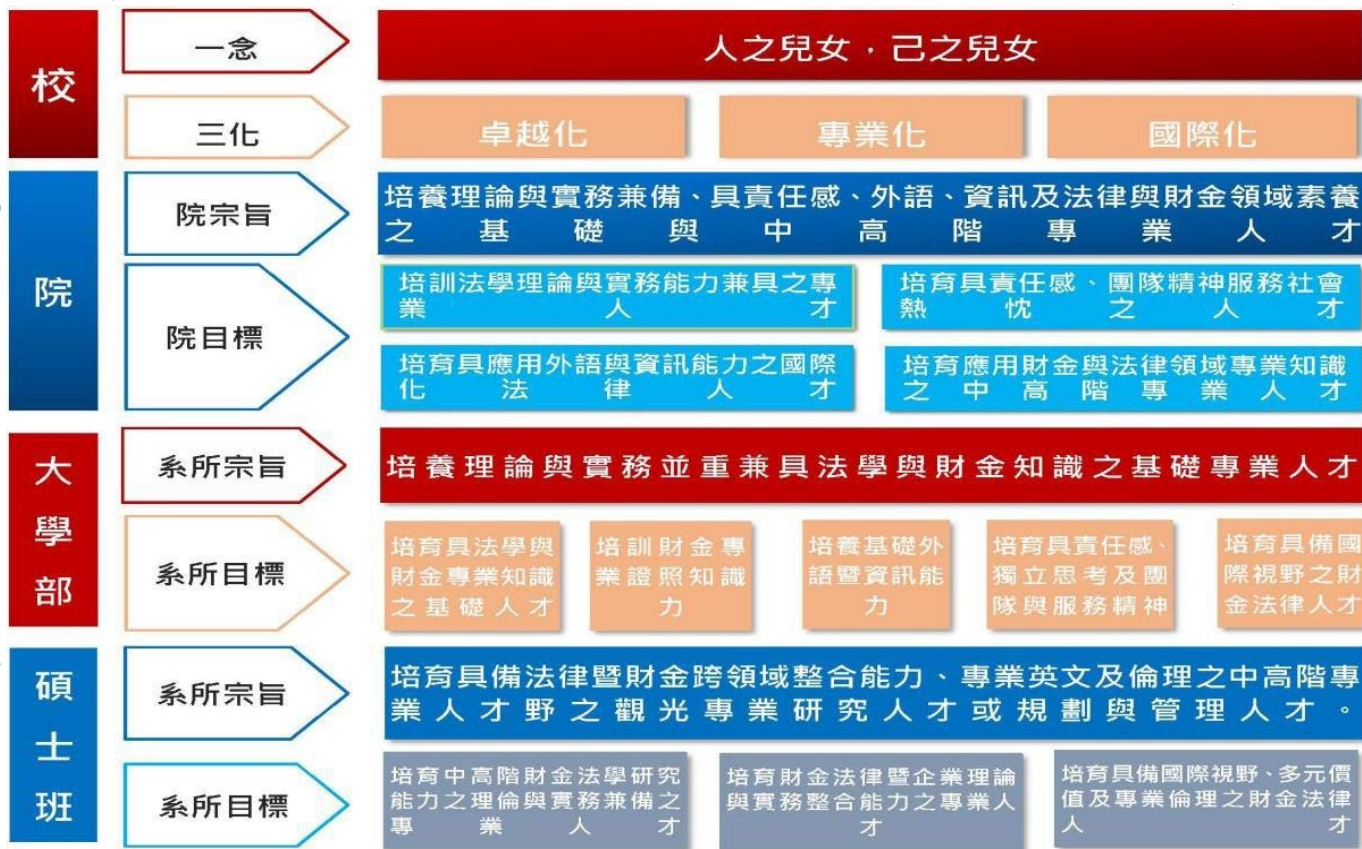 校
一念
人之兒女，己之兒女
三化
卓越化
專業化
國際化
院
院宗旨
培養理論與實務兼備、具責任感、外語、資訊及法律與財金領域素養
之基礎與中高階專業人才
院目標
培訓法學理論與實務能力兼具之專
業人才
培育具責任感、團隊精神服務社會
熱忱之人才
培育具應用外語與資訊能力之國際
化法律人才
培育應用財金與法律領域專業知識
之中高階專業人才
大
學
部
系所宗旨
培養理論與實務並重兼具法學與財金知識之基礎專業人才
系所目標
培育具法學與
財金專業知識
之基礎人才
培訓財金專
業證照知識
力
培養基礎外
語暨資訊能
力
培育具責任感、
獨立思考及團
隊與服務精神
培育具備國
際視野之財
金法律人才
碩
士
班
系所宗旨
培育具備法律暨財金跨領域整合能力、專業英文及倫理之中高階專
業人才野之觀光專業研究人才或規劃與管理人才。
系所目標
培育中高階財金法學研究
能力之理倫與實務兼備之
專業人才
培育財金法律暨企業理論
與實務整合能力之專業人
才
培育具備國際視野、多元價
值及專業倫理之財金法律
人才